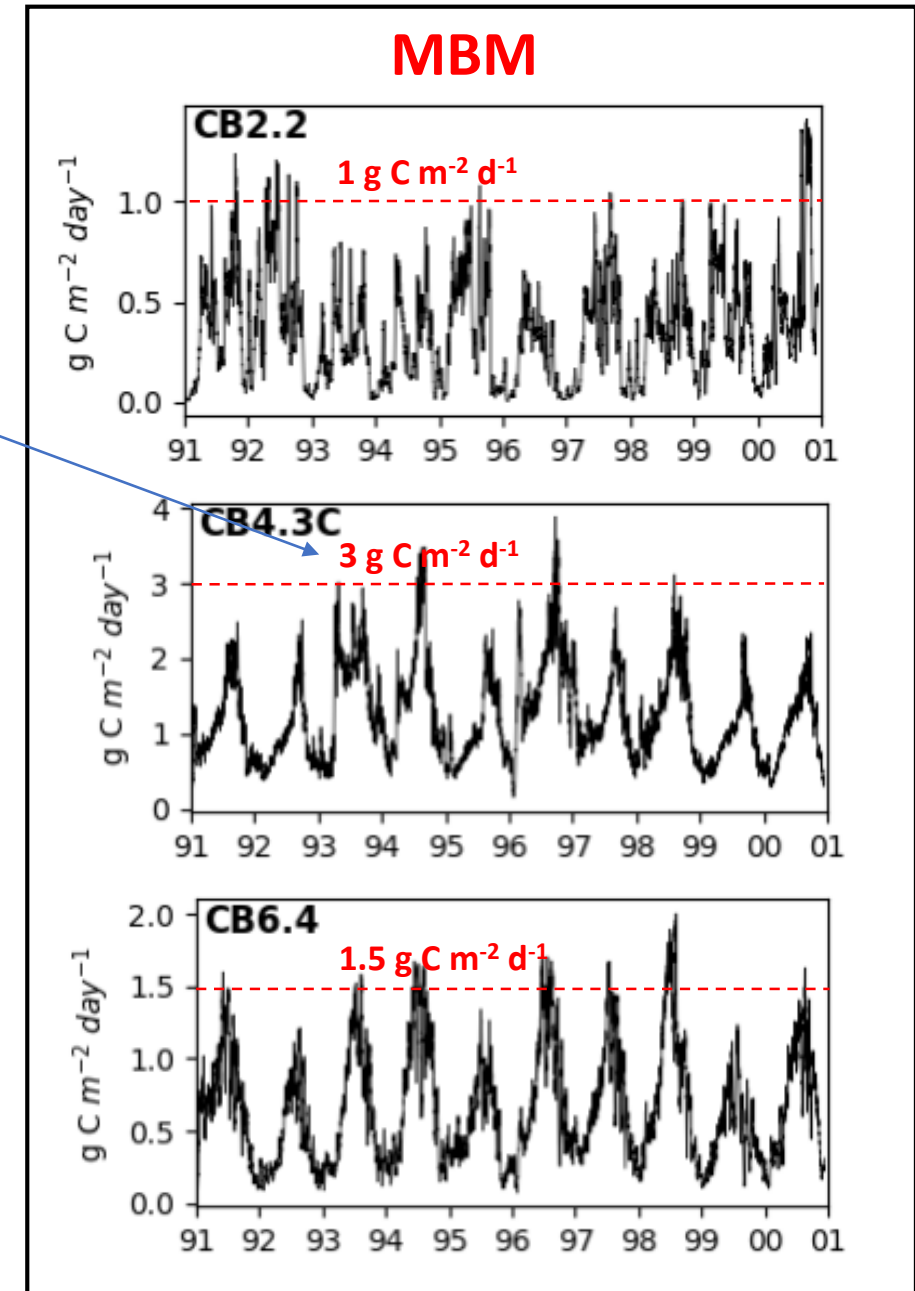 MBM
CB2.2
1 g C m⁻² d⁻¹
g C m⁻² day⁻¹
1.0
0.5
0.0
91 92 93 94 95 96 97 98 99 00 01
CB4.3C
3 g C m⁻² d⁻¹
g C m⁻² day⁻¹
4
3
2
1
0
91 92 93 94 95 96 97 98 99 00 01
CB6.4
1.5 g C m⁻² d⁻¹
g C m⁻² day⁻¹
2.0
1.5
1.0
0.5
0.0
91 92 93 94 95 96 97 98 99 00 01